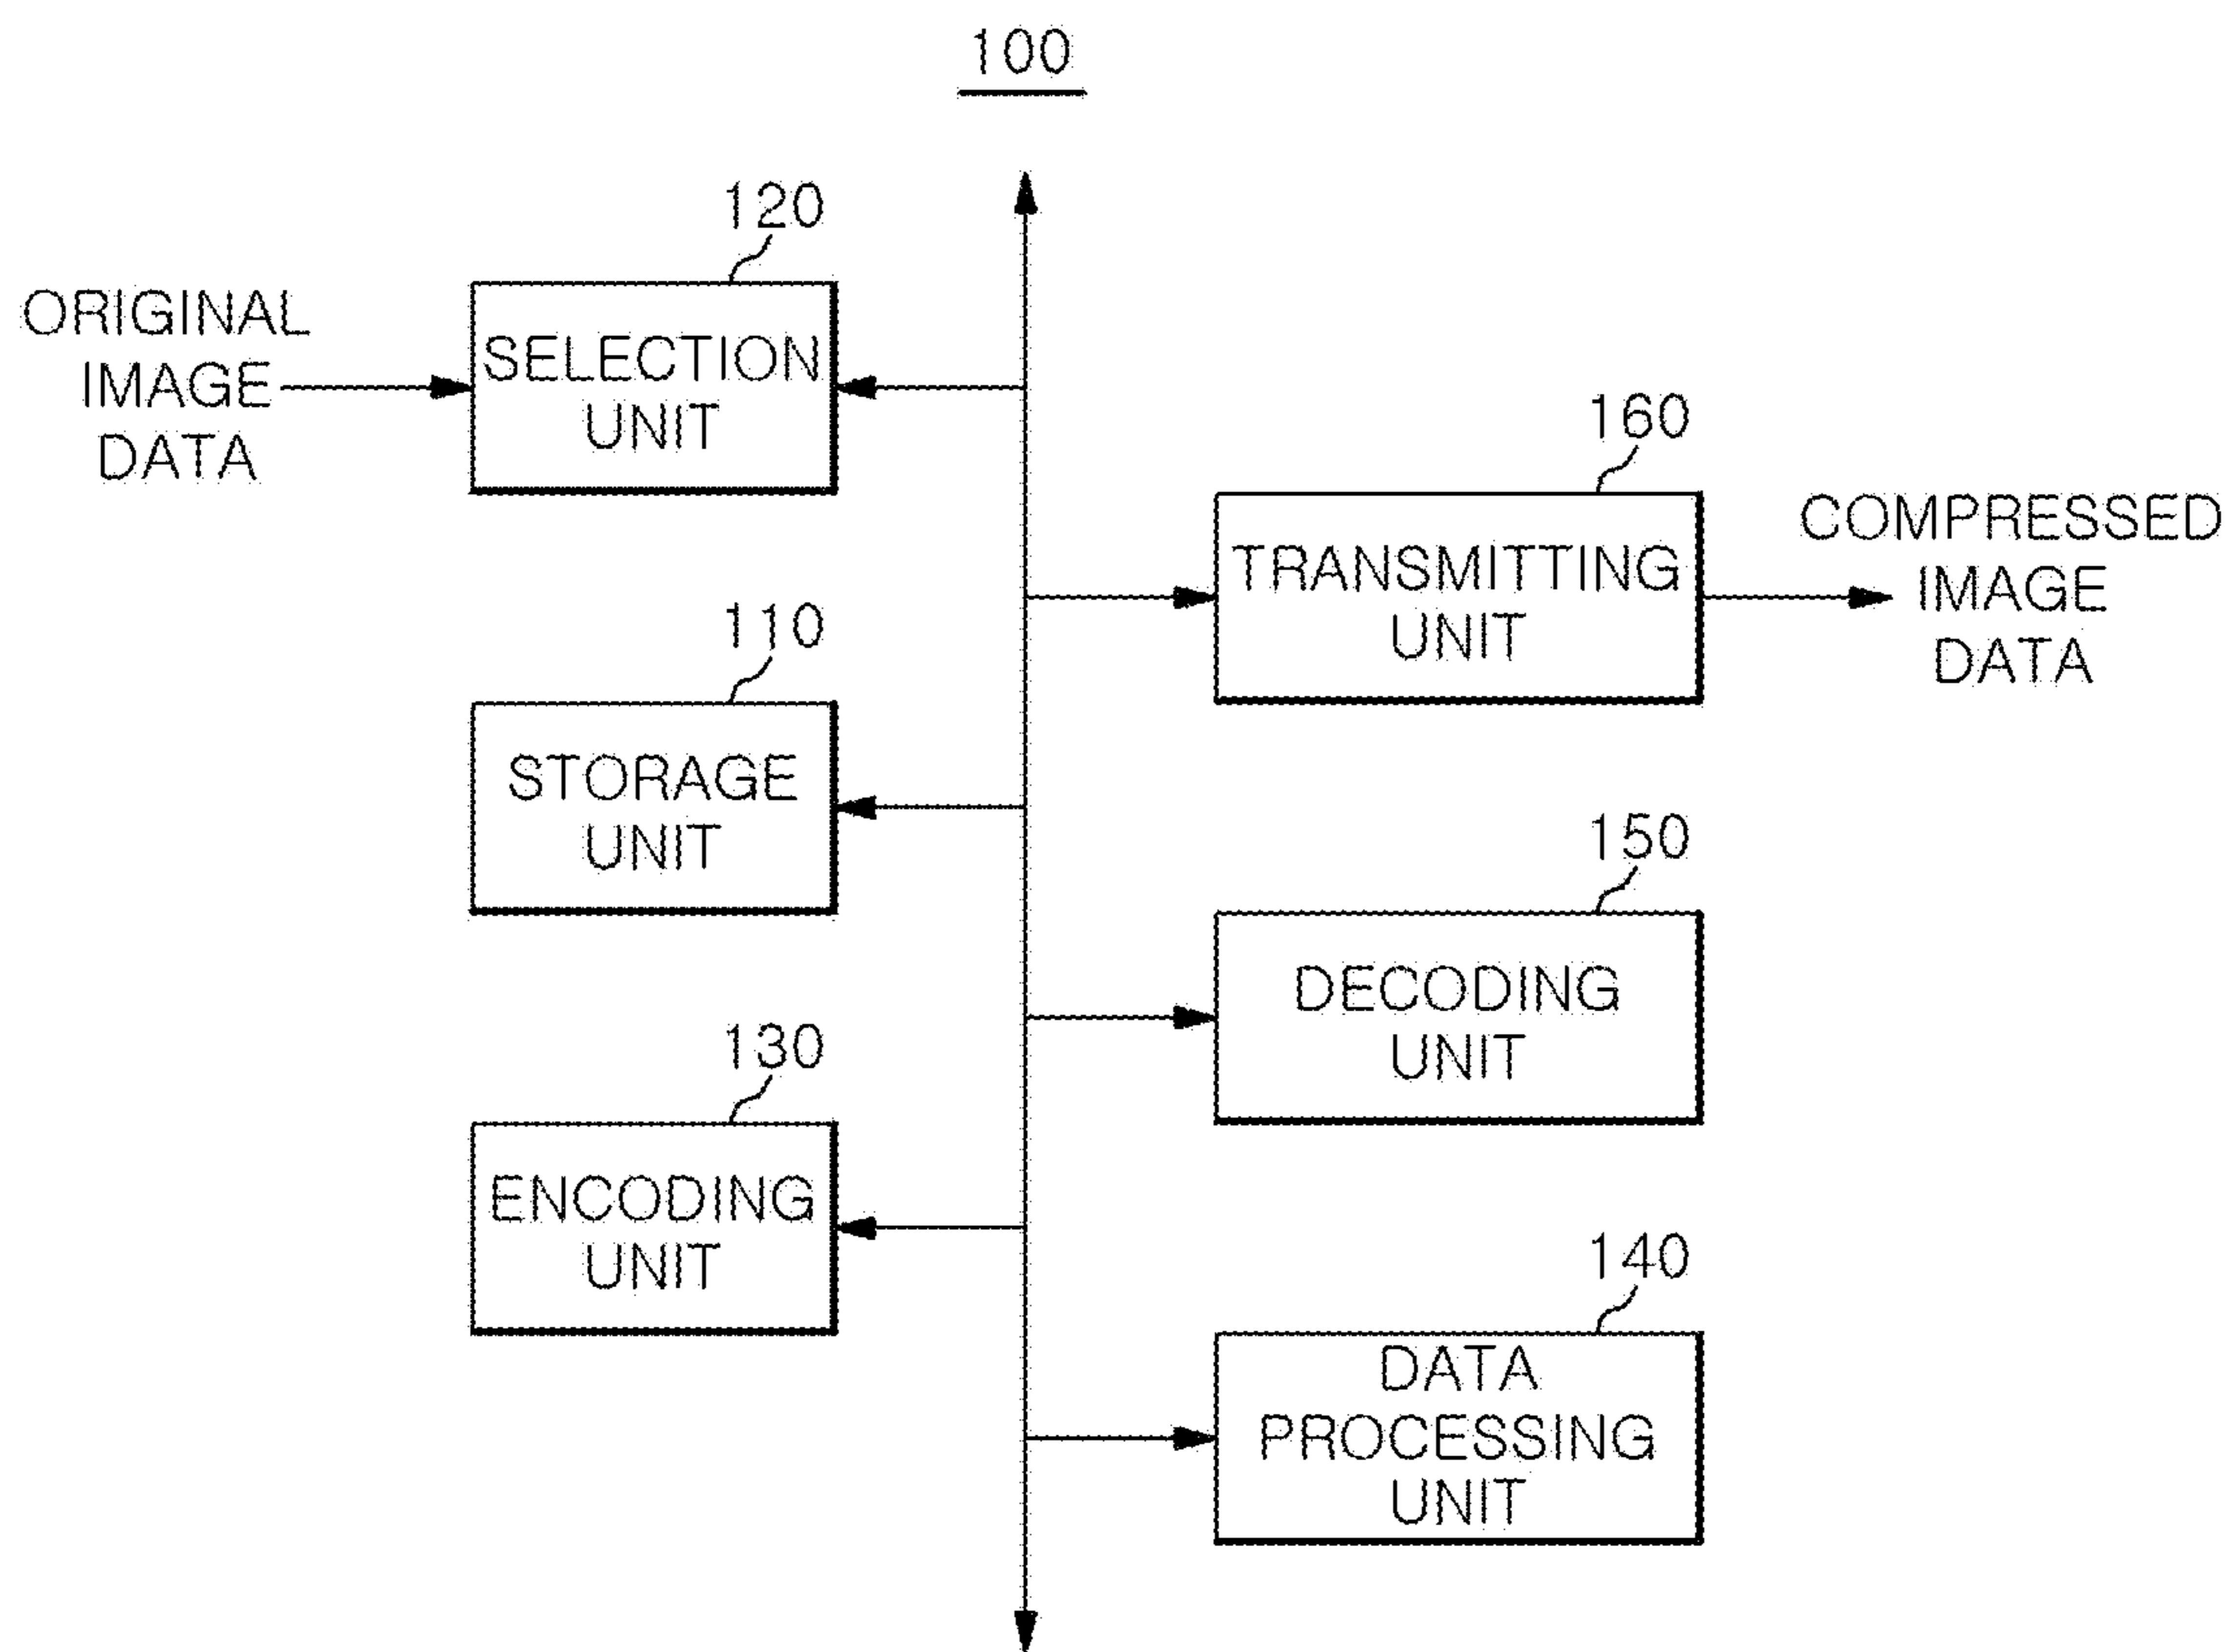 100
120
ORIGINAL
IMAGE
DATA
SELECTION
UNIT
160
TRANSMITTING
UNIT
COMPRESSED
IMAGE
DATA
110
STORAGE
UNIT
150
DECODING
UNIT
130
ENCODING
UNIT
140
DATA
PROCESSING
UNIT